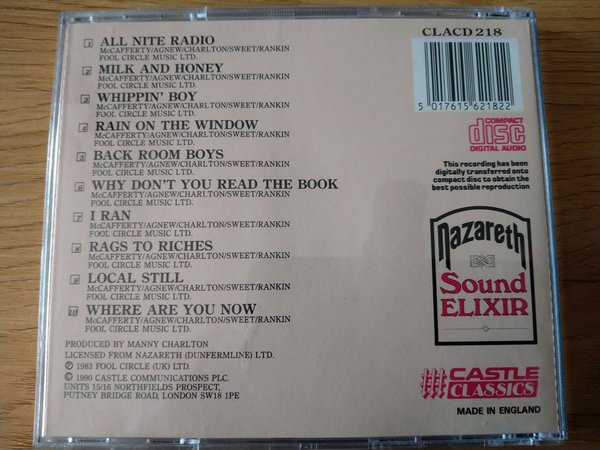 1 ALL NITE RADIO
McCAFFERTY/AGNEW/CHARLTON/SWEET/RANKIN
FOOL CIRCLE MUSIC LTD.
2 MILK AND HONEY
McCAFFERTY/AGNEW/CHARLTON/SWEET/RANKIN
FOOL CIRCLE MUSIC LTD.
3 WHIPPIN' BOY
McCAFFERTY/AGNEW/CHARLTON/SWEET/RANKIN
FOOL CIRCLE MUSIC LTD.
4 RAIN ON THE WINDOW
McCAFFERTY/AGNEW/CHARLTON/SWEET/RANKIN
FOOL CIRCLE MUSIC LTD.
5 BACK ROOM BOYS
McCAFFERTY/AGNEW/CHARLTON/SWEET/RANKIN
FOOL CIRCLE MUSIC LTD.
6 WHY DON'T YOU READ THE BOOK
McCAFFERTY/AGNEW/CHARLTON/SWEET/RANKIN
FOOL CIRCLE MUSIC LTD.
7 I RAN
McCAFFERTY/AGNEW/CHARLTON/SWEET/RANKIN
FOOL CIRCLE MUSIC LTD.
8 RAGS TO RICHES
McCAFFERTY/AGNEW/CHARLTON/SWEET/RANKIN
FOOL CIRCLE MUSIC LTD.
9 LOCAL STILL
McCAFFERTY/AGNEW/CHARLTON/SWEET/RANKIN
FOOL CIRCLE MUSIC LTD.
10 WHERE ARE YOU NOW
McCAFFERTY/AGNEW/CHARLTON/SWEET/RANKIN
FOOL CIRCLE MUSIC LTD.
PRODUCED BY MANNY CHARLTON
LICENSED FROM NAZARETH (DUNFERMLINE) LTD.
℗ 1983 FOOL CIRCLE (UK) LTD.
© 1990 CASTLE COMMUNICATIONS PLC.
UNITS 15/16 NORTHFIELDS PROSPECT,
PUTNEY BRIDGE ROAD, LONDON SW18 1PE
CLACD 218
5 017615 621822
COMPACT
disc
DIGITAL AUDIO
This recording has been
digitally transferred onto
compact disc to obtain the
best possible reproduction
Nazareth
Sound
ELIXIR
CASTLE
CLASSICS
MADE IN ENGLAND